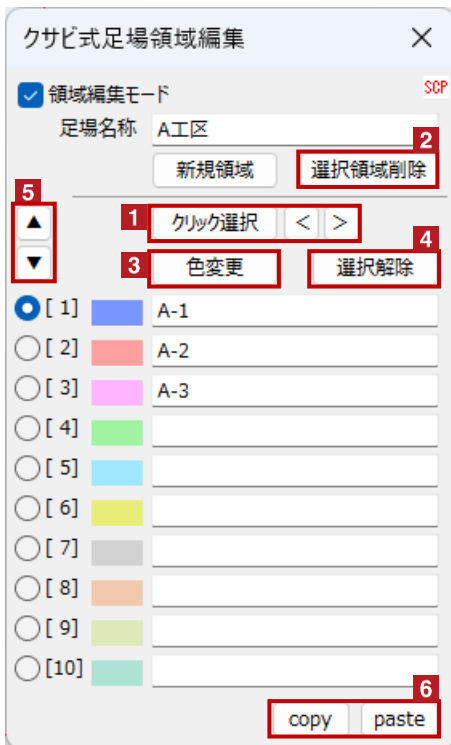 クサビ式足場領域編集 ×
領域編集モード SCP
足場名称 A工区
2
新規領域 選択領域削除
5
▲ 1 クリック選択 < >
4
▼ 3 色変更 選択解除
[ 1] A-1
[ 2] A-2
[ 3] A-3
[ 4]
[ 5]
[ 6]
[ 7]
[ 8]
[ 9]
[10]
6
copy paste